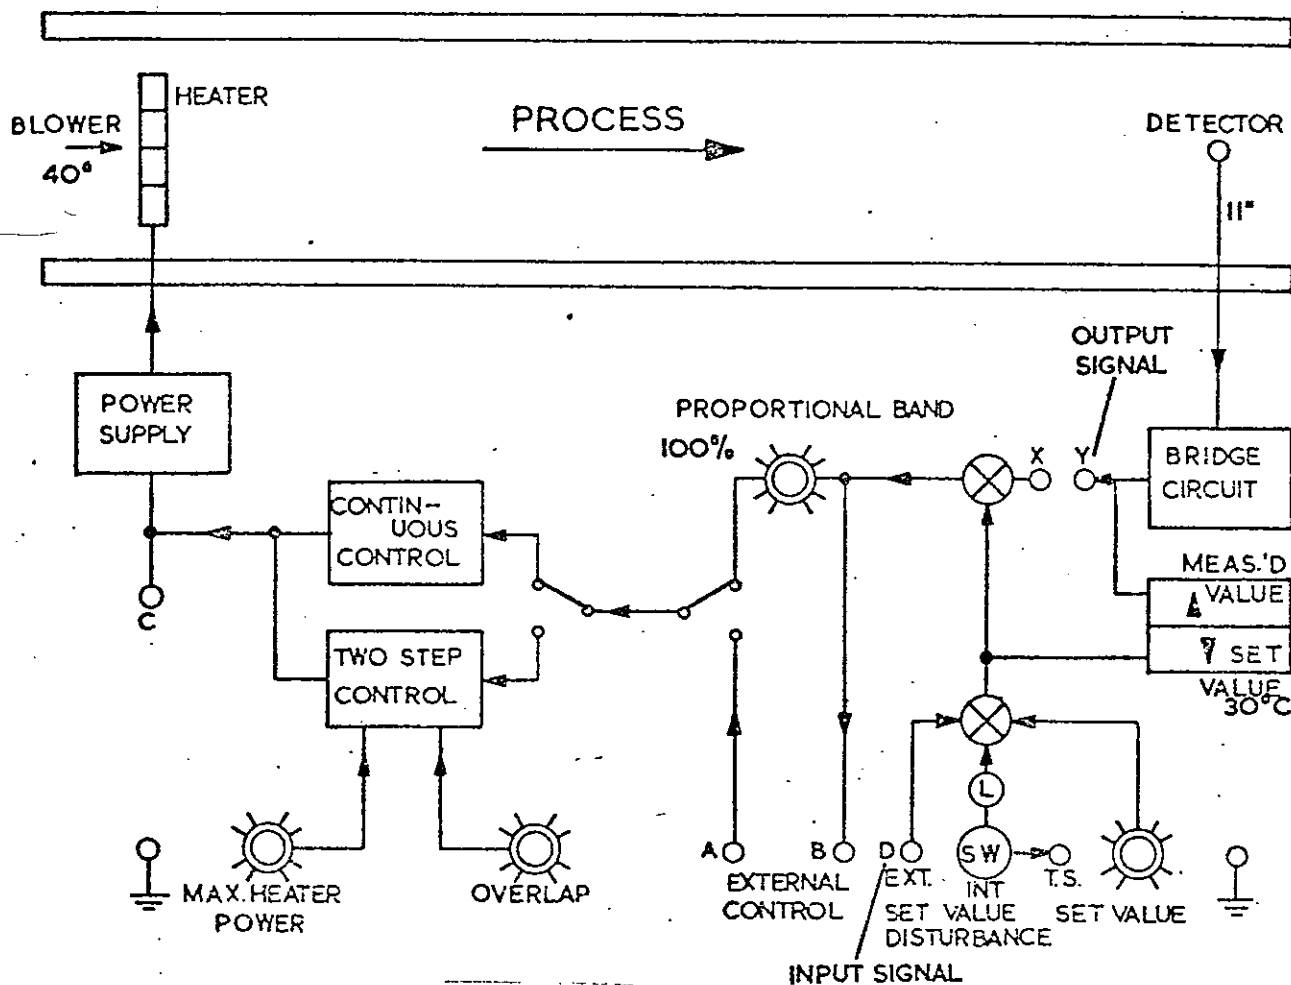 HEATER
BLOWER
40°
PROCESS
DETECTOR
11"
OUTPUT
SIGNAL
POWER
SUPPLY
PROPORTIONAL BAND
100%
X
Y
BRIDGE
CIRCUIT
CONTIN-
UOUS
CONTROL
MEAS.'D
VALUE
SET
VALUE
30°C
C
TWO STEP
CONTROL
L
SW
A
B
D
EXT.
INT
T.S.
MAX. HEATER
POWER
OVERLAP
EXTERNAL
CONTROL
SET VALUE
DISTURBANCE
SET VALUE
INPUT SIGNAL